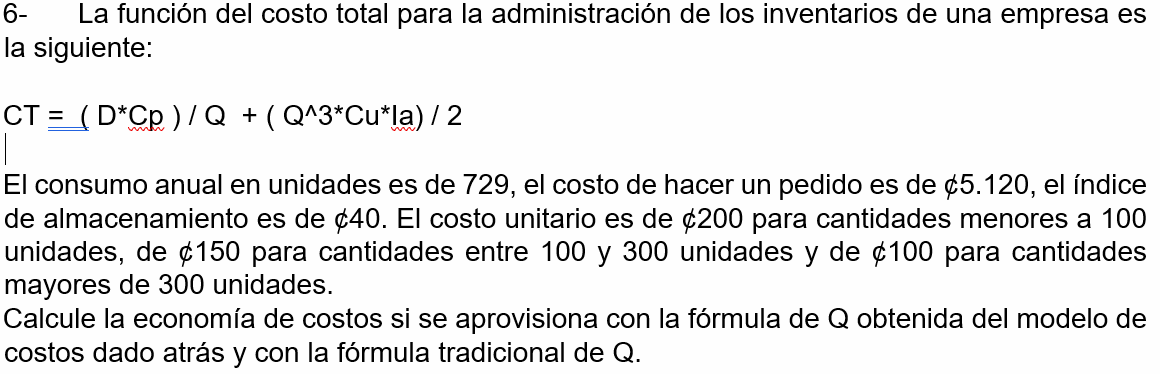 6- La función del costo total para la administración de los inventarios de una empresa es
la siguiente:
CT = ( D*Cp ) / Q + ( Q^3*Cu*Ia) / 2
El consumo anual en unidades es de 729, el costo de hacer un pedido es de ₡5.120, el índice
de almacenamiento es de ₡40. El costo unitario es de ₡200 para cantidades menores a 100
unidades, de ₡150 para cantidades entre 100 y 300 unidades y de ₡100 para cantidades
mayores de 300 unidades.
Calcule la economía de costos si se aprovisiona con la fórmula de Q obtenida del modelo de
costos dado atrás y con la fórmula tradicional de Q.